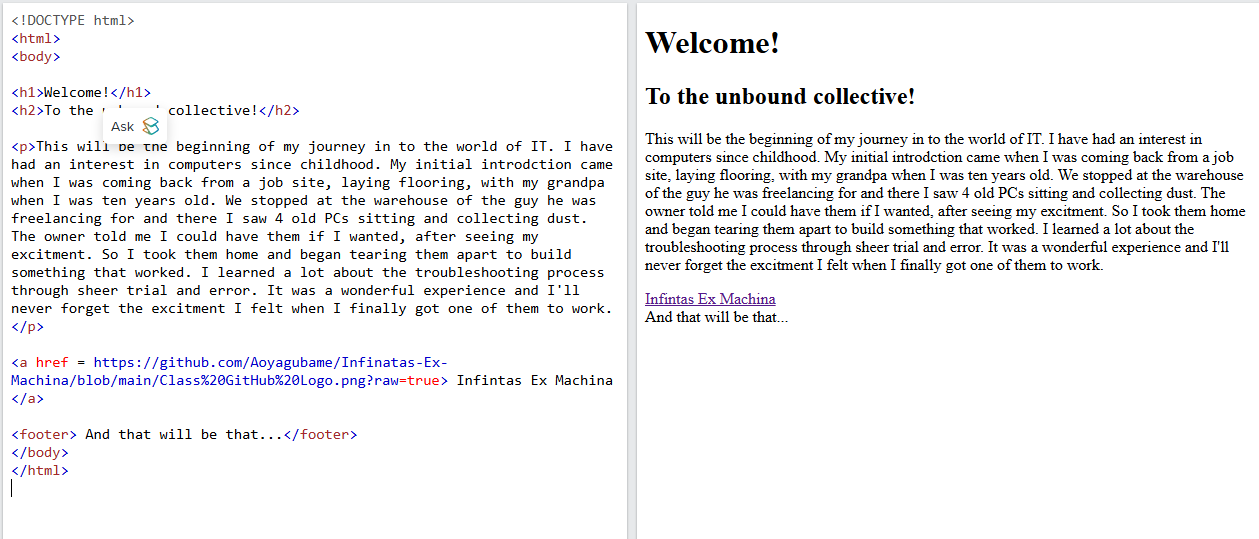 <!DOCTYPE html>
<html>
<body>
<h1>Welcome!</h1>
<h2>To the collective!</h2>
Ask
<p>This will be the beginning of my journey in to the world of IT. I have
had an interest in computers since childhood. My initial introdction came
when I was coming back from a job site, laying flooring, with my grandpa
when I was ten years old. We stopped at the warehouse of the guy he was
freelancing for and there I saw 4 old PCs sitting and collecting dust.
The owner told me I could have them if I wanted, after seeing my
excitment. So I took them home and began tearing them apart to build
something that worked. I learned a lot about the troubleshooting process
through sheer trial and error. It was a wonderful experience and I'll
never forget the excitment I felt when I finally got one of them to work.
</p>
<a href = https://github.com/Aoyagubame/Infinatas-Ex-
Machina/blob/main/Class%20GitHub%20Logo.png?raw=true> Infintas Ex Machina
</a>
<footer> And that will be that...</footer>
</body>
</html>
Welcome!
To the unbound collective!
This will be the beginning of my journey in to the world of IT. I have had an interest in
computers since childhood. My initial introdction came when I was coming back from a job
site, laying flooring, with my grandpa when I was ten years old. We stopped at the warehouse
of the guy he was freelancing for and there I saw 4 old PCs sitting and collecting dust. The
owner told me I could have them if I wanted, after seeing my excitment. So I took them home
and began tearing them apart to build something that worked. I learned a lot about the
troubleshooting process through sheer trial and error. It was a wonderful experience and I'll
never forget the excitment I felt when I finally got one of them to work.
Infintas Ex Machina
And that will be that...